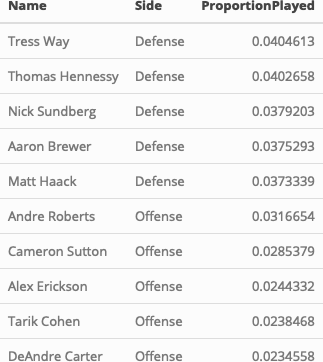 Name Side ProportionPlayed
Tress Way Defense 0.0404613
Thomas Hennessy Defense 0.0402658
Nick Sundberg Defense 0.0379203
Aaron Brewer Defense 0.0375293
Matt Haack Defense 0.0373339
Andre Roberts Offense 0.0316654
Cameron Sutton Offense 0.0285379
Alex Erickson Offense 0.0244332
Tarik Cohen Offense 0.0238468
DeAndre Carter Offense 0.0234558